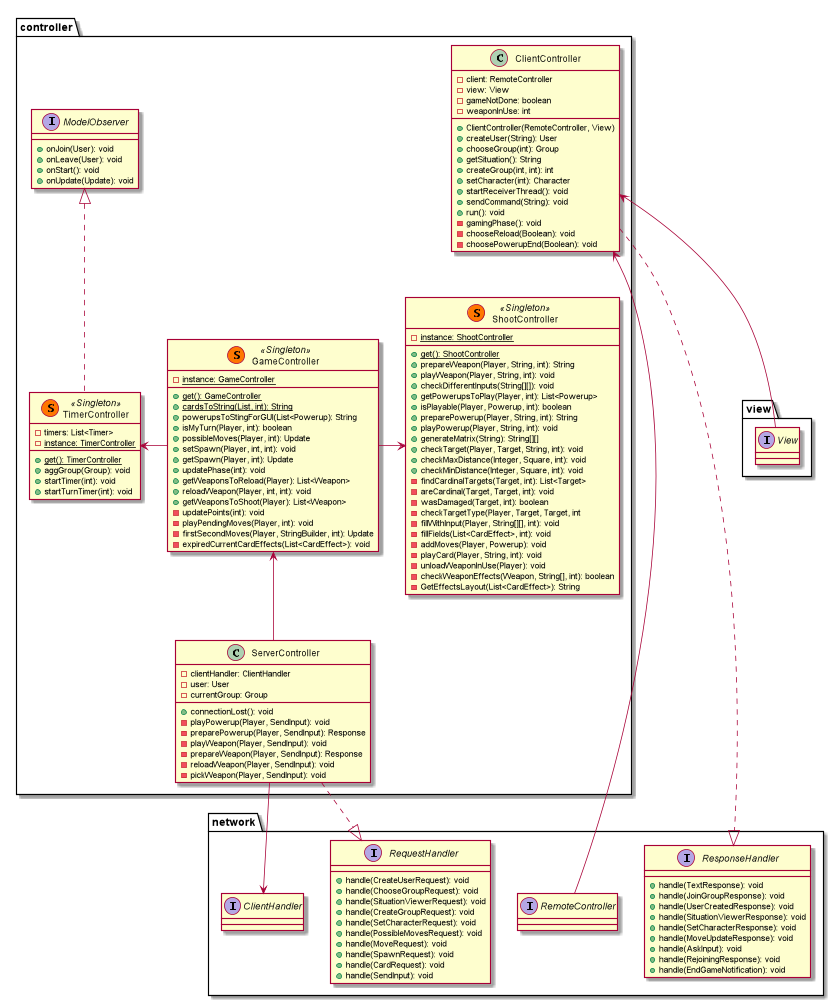 controller
C ClientController
client: RemoteController
view: View
gameNotDone: boolean
weaponInUse: int
ClientController(RemoteController, View)
createUser(String): User
chooseGroup(int): Group
getSituation(): String
createGroup(int, int): int
setCharacter(int): Character
startReceiverThread(): void
sendCommand(String): void
run(): void
gamingPhase(): void
chooseReload(Boolean): void
choosePowerupEnd(Boolean): void
I ModelObserver
onJoin(User): void
onLeave(User): void
onStart(): void
onUpdate(Update): void
S «Singleton»
ShootController
instance: ShootController
get(): ShootController
prepareWeapon(Player, String, int): String
playWeapon(Player, String, int): void
checkDifferentInputs(String[][]): void
getPowerupsToPlay(Player, int): List<Powerup>
isPlayable(Player, Powerup, int): boolean
preparePowerup(Player, String, int): String
playPowerup(Player, String, int): void
generateMatrix(String): String[][]
checkTarget(Player, Target, String, int): void
checkMaxDistance(Integer, Square, int): void
checkMinDistance(Integer, Square, int): void
findCardinalTargets(Target, int): List<Target>
areCardinal(Target, Target, int): void
wasDamaged(Target, int): boolean
checkTargetType(Player, Target, Target, int
fillWithInput(Player, String[][], int): void
fillFields(List<CardEffect>, int): void
addMoves(Player, Powerup): void
playCard(Player, String, int): void
unloadWeaponInUse(Player): void
checkWeaponEffects(Weapon, String[], int): boolean
GetEffectsLayout(List<CardEffect>): String
S «Singleton»
GameController
instance: GameController
get(): GameController
cardsToString(List, int): String
powerupsToStingForGUI(List<Powerup): String
isMyTurn(Player, int): boolean
possibleMoves(Player, int): Update
setSpawn(Player, int, int): void
getSpawn(Player, int): Update
updatePhase(int): void
getWeaponsToReload(Player): List<Weapon>
reloadWeapon(Player, int, int): void
getWeaponsToShoot(Player): List<Weapon>
updatePoints(int): void
playPendingMoves(Player, int): void
firstSecondMoves(Player, StringBuilder, int): Update
expiredCurrentCardEffects(List<CardEffect>): void
S «Singleton»
TimerController
timers: List<Timer>
instance: TimerController
get(): TimerController
aggGroup(Group): void
startTimer(int): void
startTurnTimer(int): void
view
I View
C ServerController
clientHandler: ClientHandler
user: User
currentGroup: Group
connectionLost(): void
playPowerup(Player, SendInput): void
preparePowerup(Player, SendInput): Response
playWeapon(Player, SendInput): void
prepareWeapon(Player, SendInput): Response
reloadWeapon(Player, SendInput): void
pickWeapon(Player, SendInput): void
network
I ClientHandler
I RequestHandler
handle(CreateUserRequest): void
handle(ChooseGroupRequest): void
handle(SituationViewerRequest): void
handle(CreateGroupRequest): void
handle(SetCharacterRequest): void
handle(PossibleMovesRequest): void
handle(MoveRequest): void
handle(SpawnRequest): void
handle(CardRequest): void
handle(SendInput): void
I RemoteController
I ResponseHandler
handle(TextResponse): void
handle(JoinGroupResponse): void
handle(UserCreatedResponse): void
handle(SituationViewerResponse): void
handle(SetCharacterResponse): void
handle(MoveUpdateResponse): void
handle(AskInput): void
handle(RejoiningResponse): void
handle(EndGameNotification): void